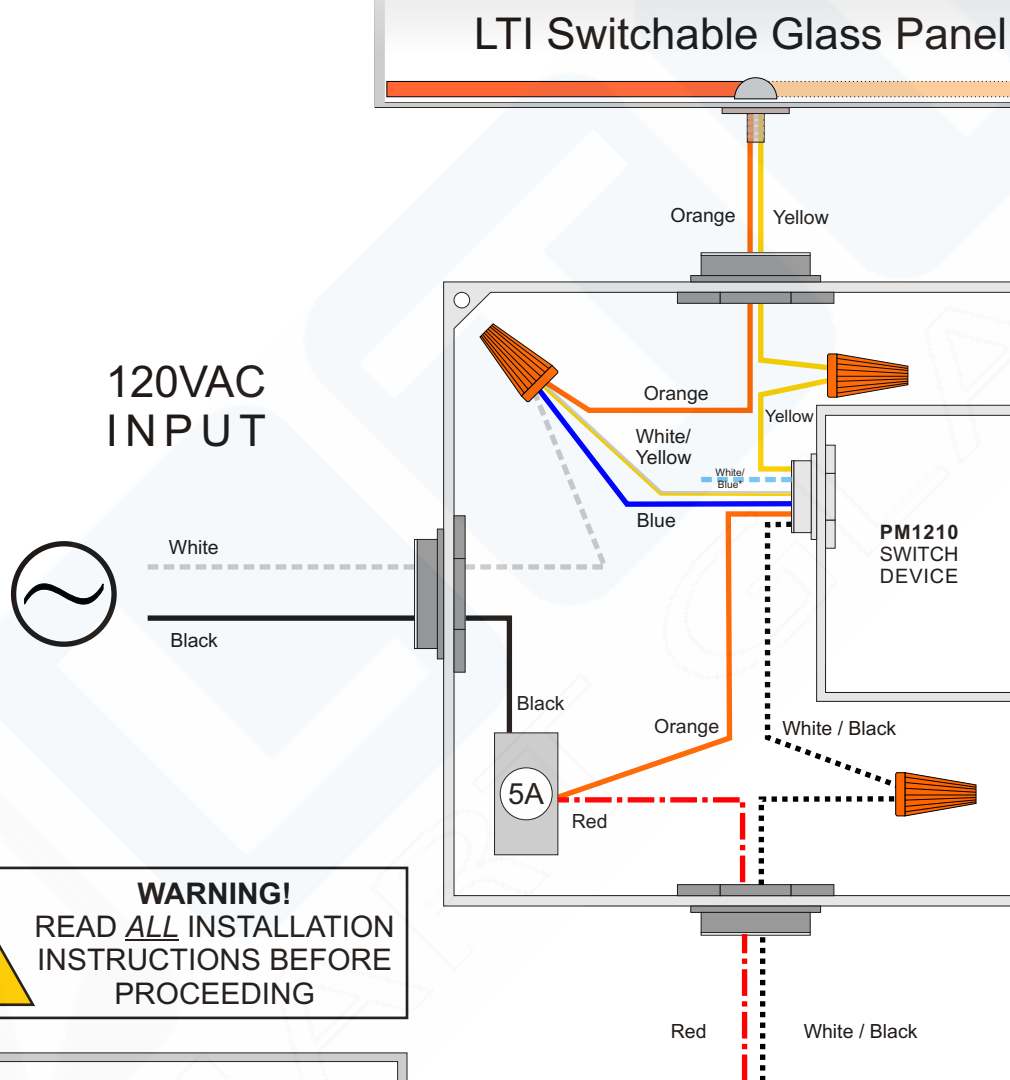 LTI Switchable Glass Panel
Orange
Yellow
120VAC
INPUT
Orange
Yellow
White/
Yellow
White/
Blue*
Blue
PM1210
SWITCH
DEVICE
White
Black
Black
Orange
White / Black
5A
Red
WARNING!
READ ALL INSTALLATION
INSTRUCTIONS BEFORE
PROCEEDING
Red
White / Black